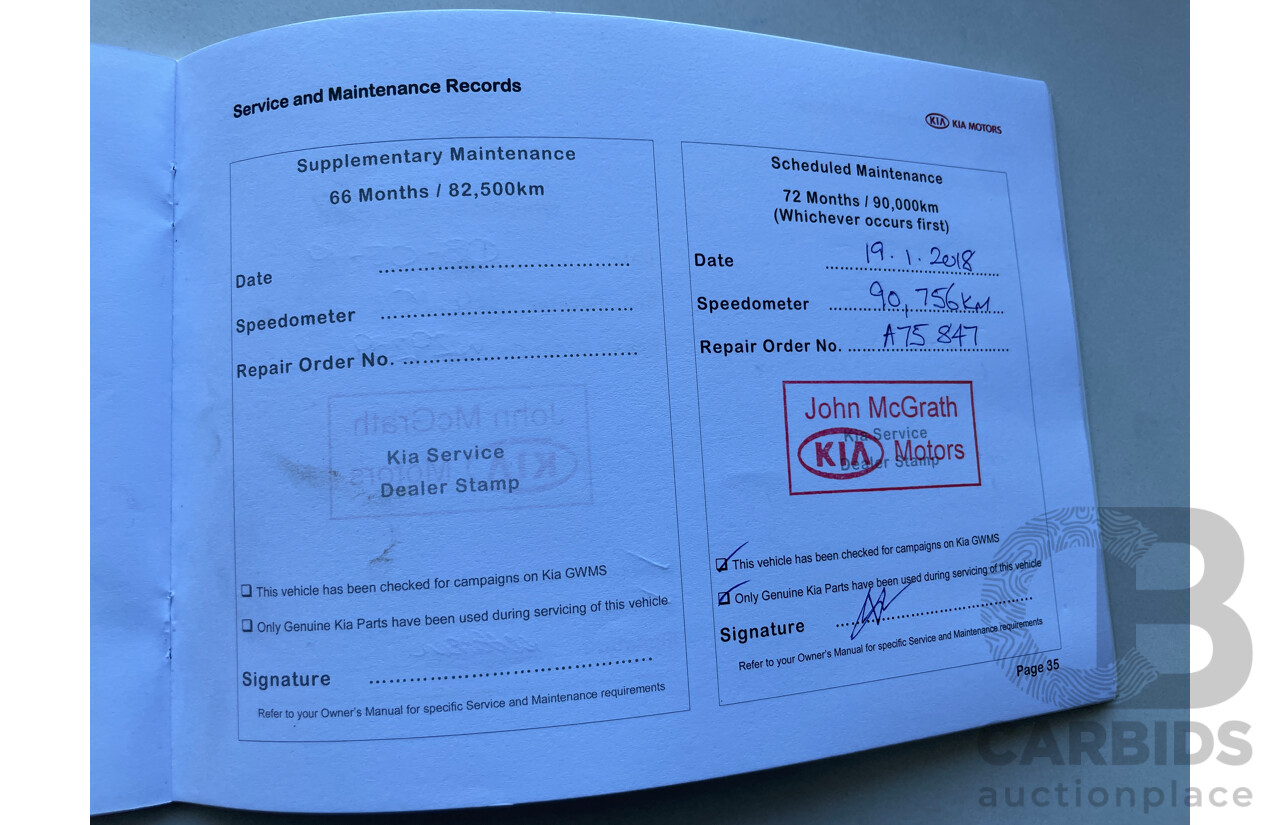 Service and Maintenance Records
KIA KIA MOTORS
Supplementary Maintenance
66 Months / 82,500km
Date
Speedometer
Repair Order No.
John McGrath
Kia Service
KIA Motors
Dealer Stamp
❑ This vehicle has been checked for campaigns on Kia GWMS
❑ Only Genuine Kia Parts have been used during servicing of this vehicle.
Signature
Refer to your Owner's Manual for specific Service and Maintenance requirements
Scheduled Maintenance
72 Months / 90,000km
(Whichever occurs first)
Date 19.1.2018
Speedometer 90,756km
Repair Order No. A75 847
John McGrath
Kia Service
KIA Motors
Dealer Stamp
☑ This vehicle has been checked for campaigns on Kia GWMS
☑ Only Genuine Kia Parts have been used during servicing of this vehicle
Signature
Refer to your Owner's Manual for specific Service and Maintenance requirements
Page 35
CARBIDS
auctionplace